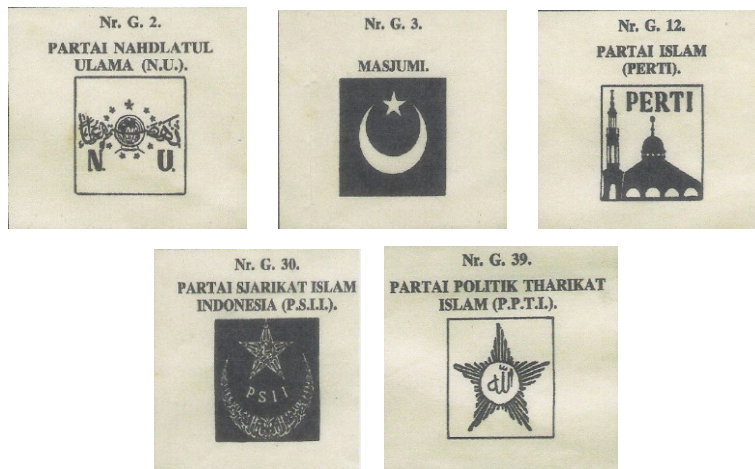 Nr. G. 2.
PARTAI NAHDLATUL
ULAMA (N.U.).
N. U.
Nr. G. 3.
MASJUMI.
Nr. G. 12.
PARTAI ISLAM
(PERTI).
PERTI
Nr. G. 30.
PARTAI SJARIKAT ISLAM
INDONESIA (P.S.I.I.).
PSII
Nr. G. 39.
PARTAI POLITIK THARIKAT
ISLAM (P.P.T.I.).
الله